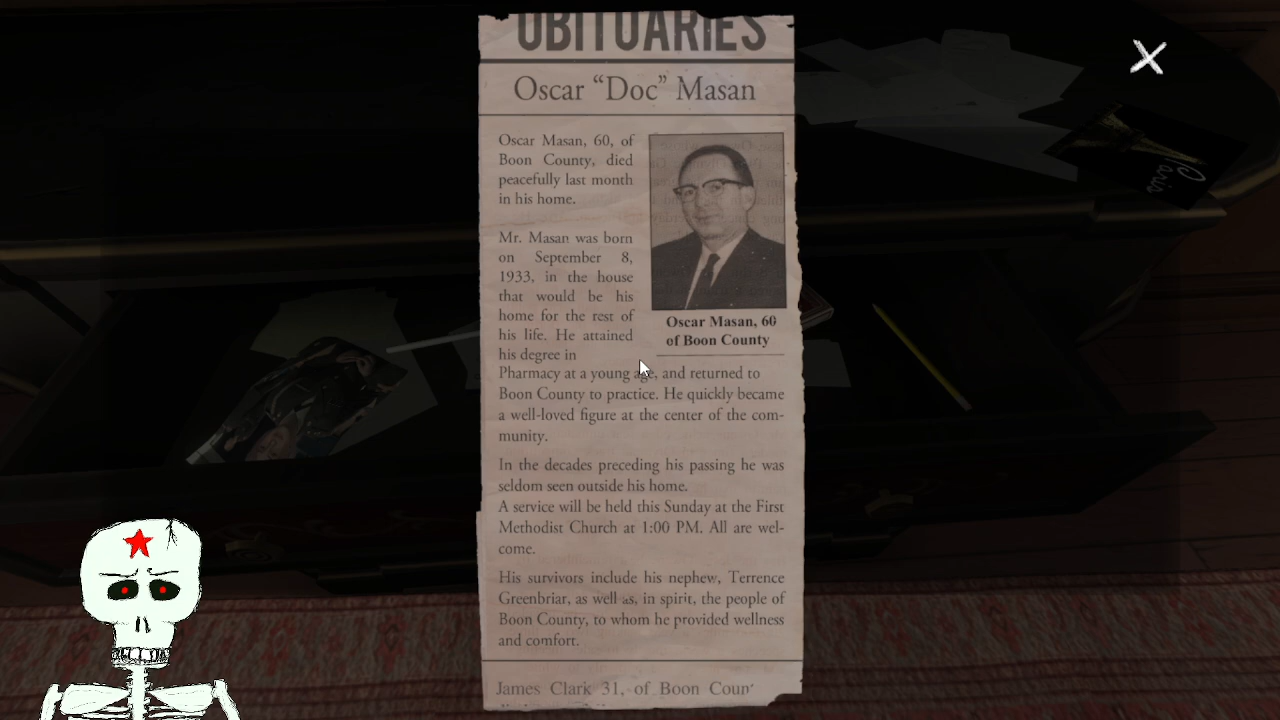 OBITUARIES
Oscar “Doc” Masan
Oscar Masan, 60, of
Boon County, died
peacefully last month
in his home.
Mr. Masan was born
on September 8,
1933, in the house
that would be his
home for the rest of
his life. He attained
his degree in
Pharmacy at a young age, and returned to
Boon County to practice. He quickly became
a well-loved figure at the center of the com-
munity.
In the decades preceding his passing he was
seldom seen outside his home.
A service will be held this Sunday at the First
Methodist Church at 1:00 PM. All are wel-
come.
His survivors include his nephew, Terrence
Greenbriar, as well as, in spirit, the people of
Boon County, to whom he provided wellness
and comfort.
Oscar Masan, 60
of Boon County
James Clark 31, of Boon Coun
Paris